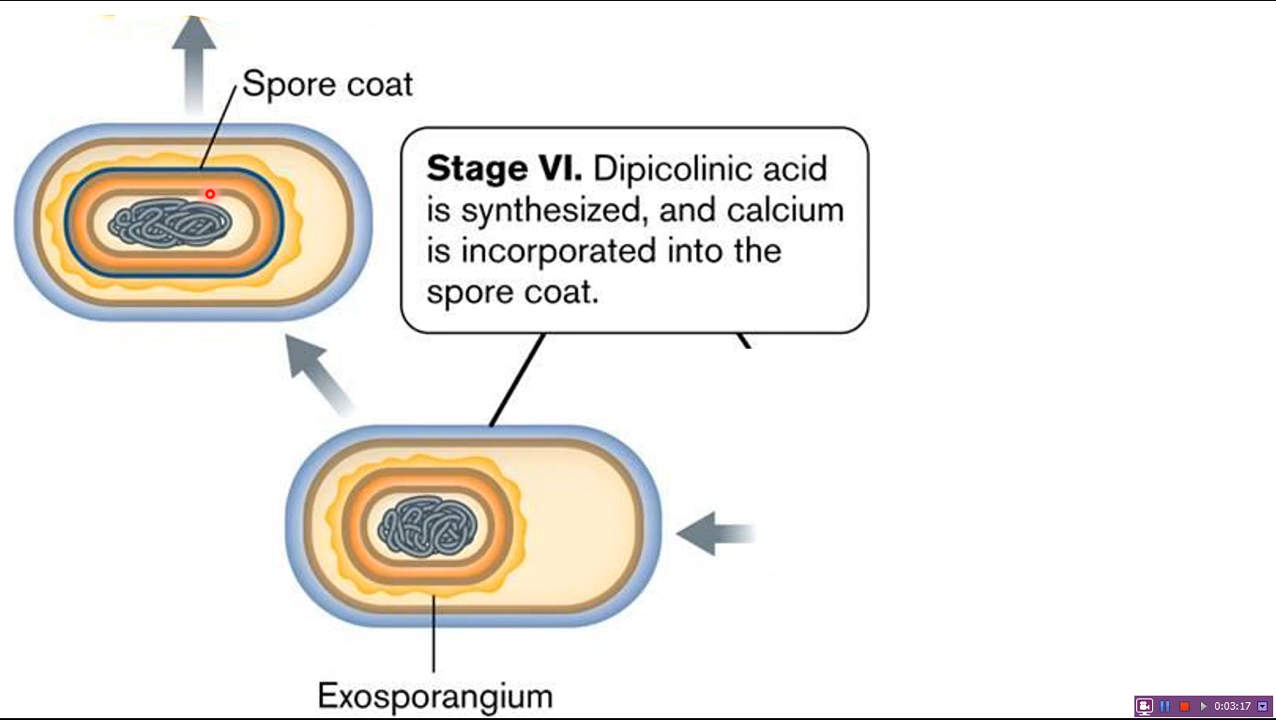 Spore coat
Stage VI. Dipicolinic acid
is synthesized, and calcium
is incorporated into the
spore coat.
Exosporangium
0:03:17